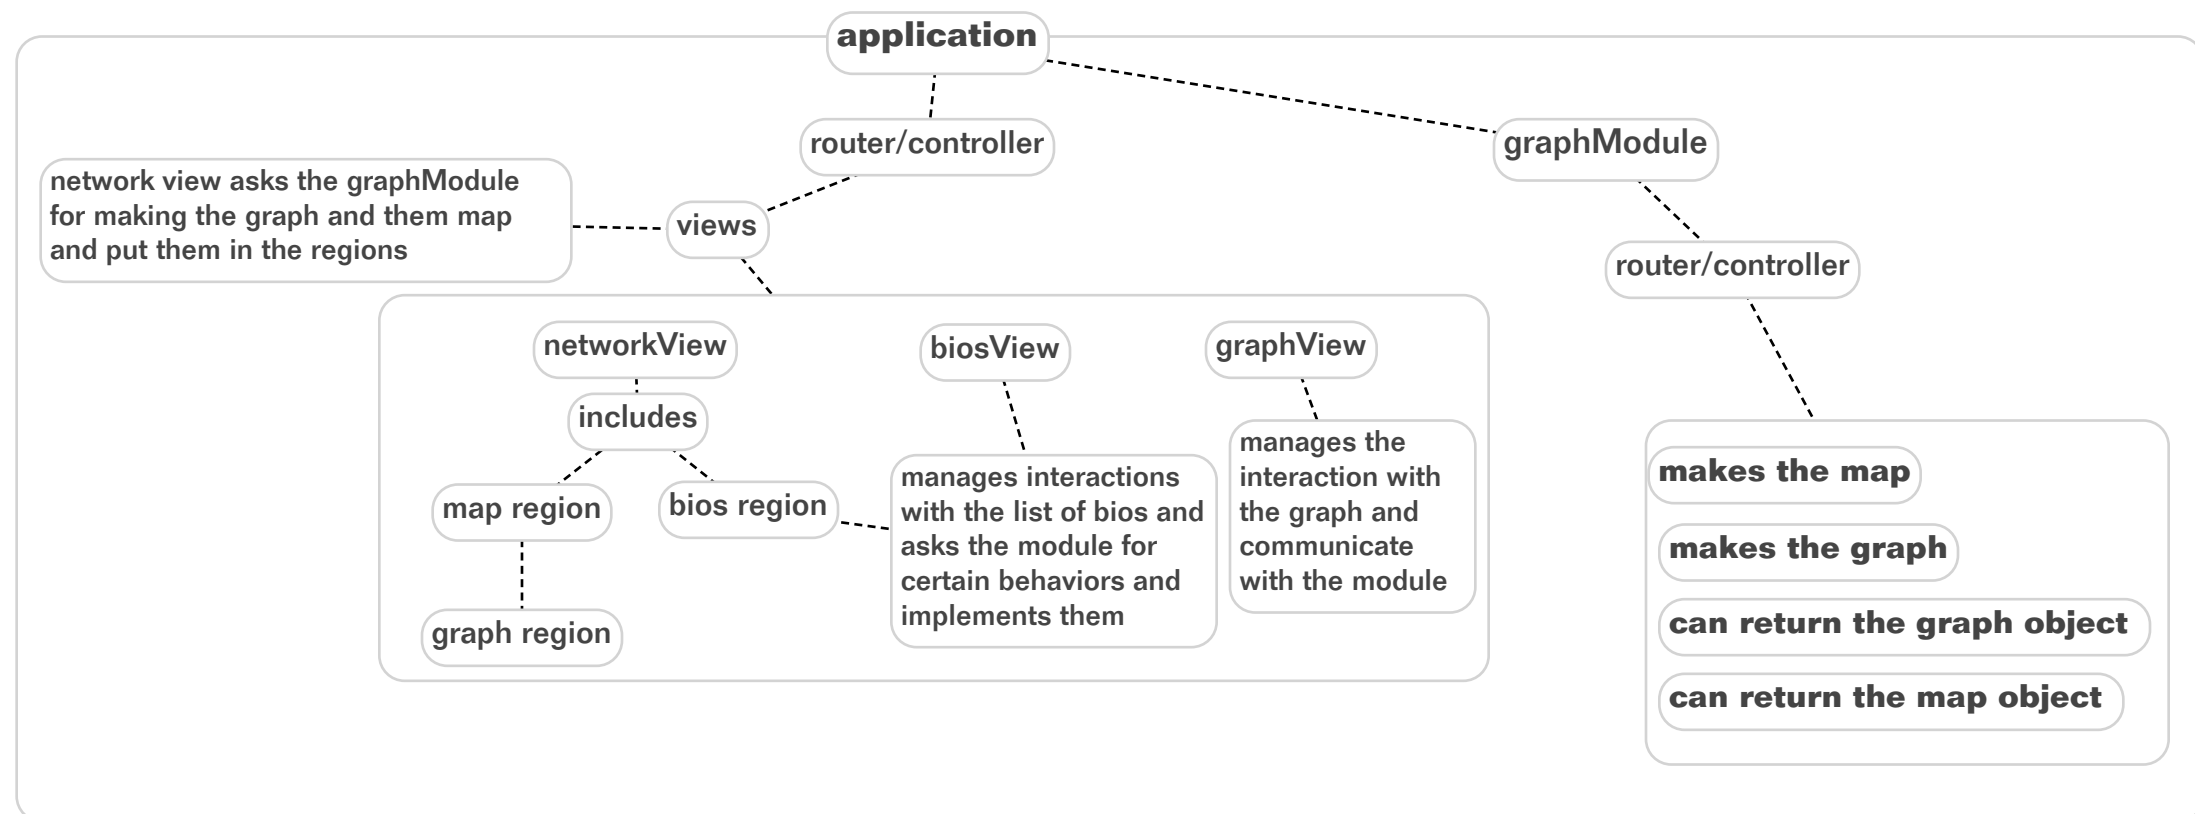 application
router/controller
graphModule
network view asks the graphModule
for making the graph and them map
and put them in the regions
views
router/controller
networkView
biosView
graphView
includes
map region
bios region
graph region
manages interactions
with the list of bios and
asks the module for
certain behaviors and
implements them
manages the
interaction with
the graph and
communicate
with the module
makes the map
makes the graph
can return the graph object
can return the map object